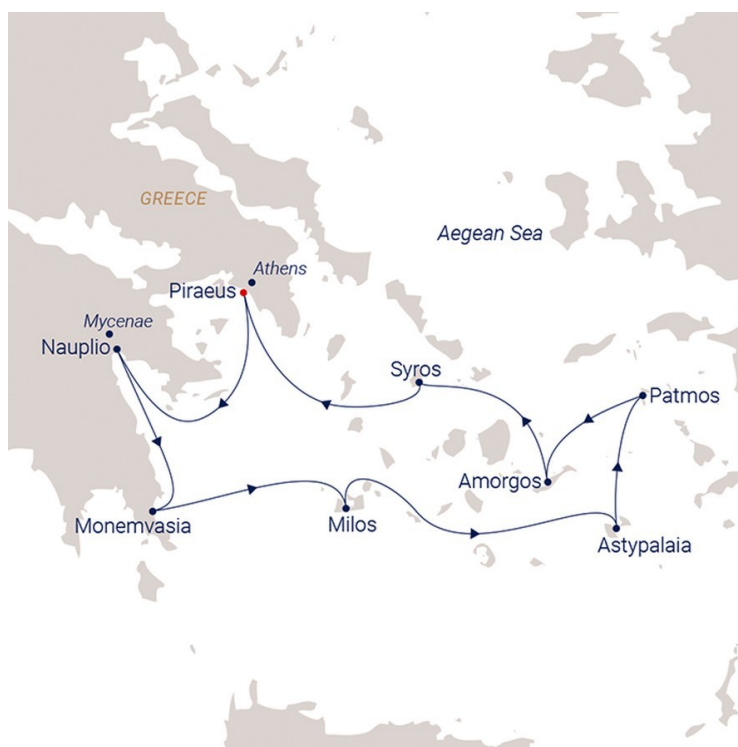 GREECE
Aegean Sea
Athens
Piraeus
Mycenae
Nauplio
Syros
Patmos
Amorgos
Monemvasia
Milos
Astypalaia